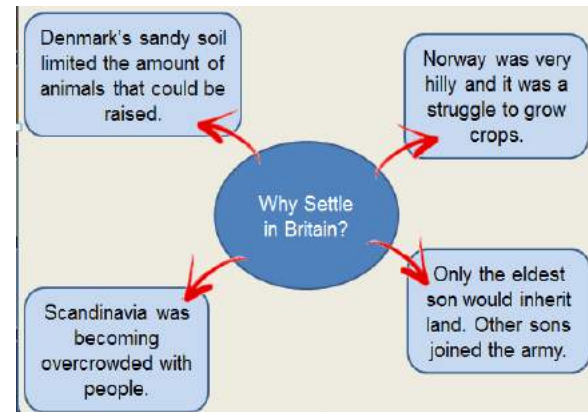 Denmark's sandy soil
limited the amount of
animals that could be
raised.
Norway was very
hilly and it was a
struggle to grow
crops.
Why Settle
in Britain?
Scandinavia was
becoming
overcrowded with
people.
Only the eldest
son would inherit
land. Other sons
joined the army.